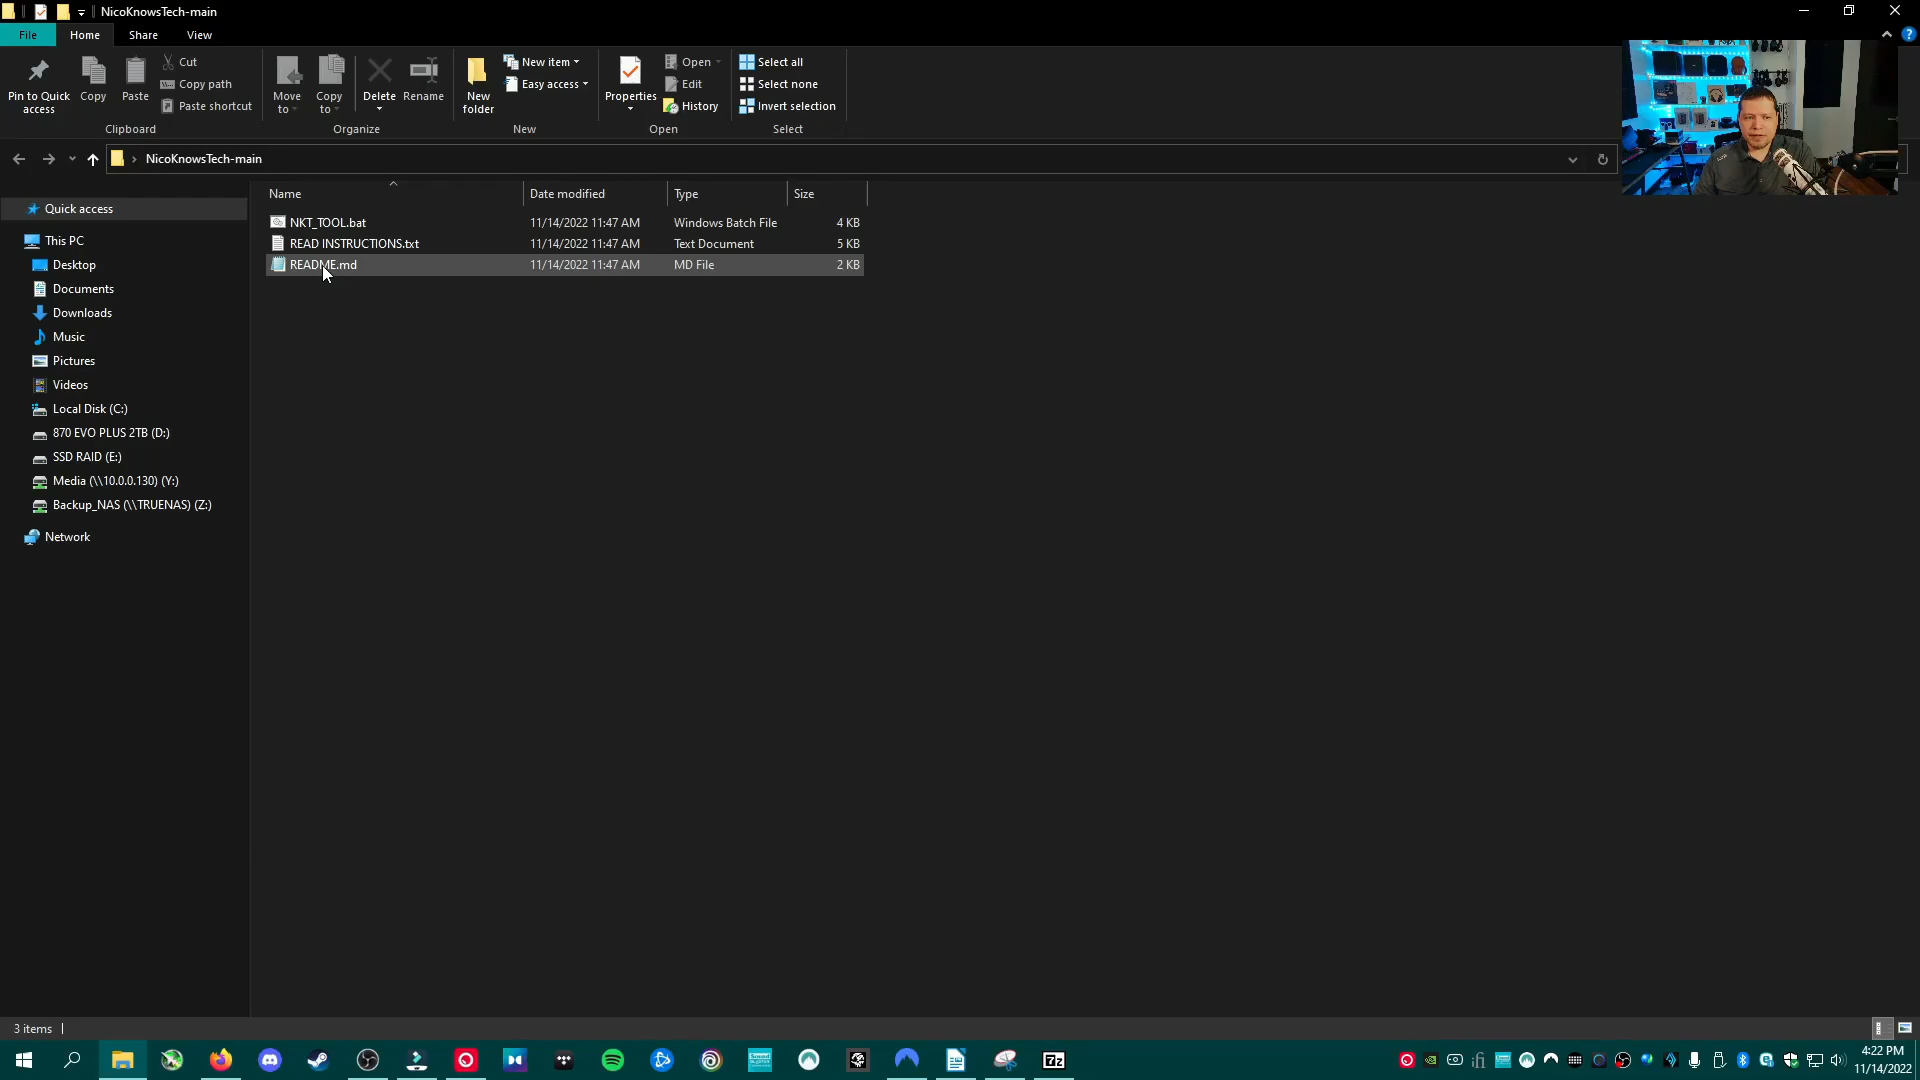 NicoKnowsTech-main
File
Home
Share
View
Pin to Quick access
Copy
Paste
Cut
Copy path
Paste shortcut
Clipboard
Move to
Copy to
Delete
Rename
Organize
New folder
New item
Easy access
New
Properties
Open
Edit
History
Open
Select all
Select none
Invert selection
Select
NicoKnowsTech-main
Name
Date modified
Type
Size
NKT_TOOL.bat 11/14/2022 11:47 AM Windows Batch File 4 KB
READ INSTRUCTIONS.txt 11/14/2022 11:47 AM Text Document 5 KB
README.md 11/14/2022 11:47 AM MD File 2 KB
Quick access
This PC
Desktop
Documents
Downloads
Music
Pictures
Videos
Local Disk (C:)
870 EVO PLUS 2TB (D:)
SSD RAID (E:)
Media (\\10.0.0.130) (Y:)
Backup_NAS (\\TRUENAS) (Z:)
Network
3 items
7z
4:22 PM
11/14/2022